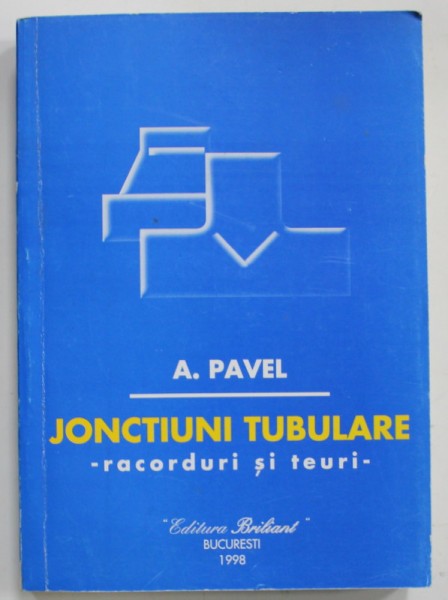 A. PAVEL
JONCTIUNI TUBULARE
-racorduri și teuri-
"Editura Briliant"
BUCURESTI
1998